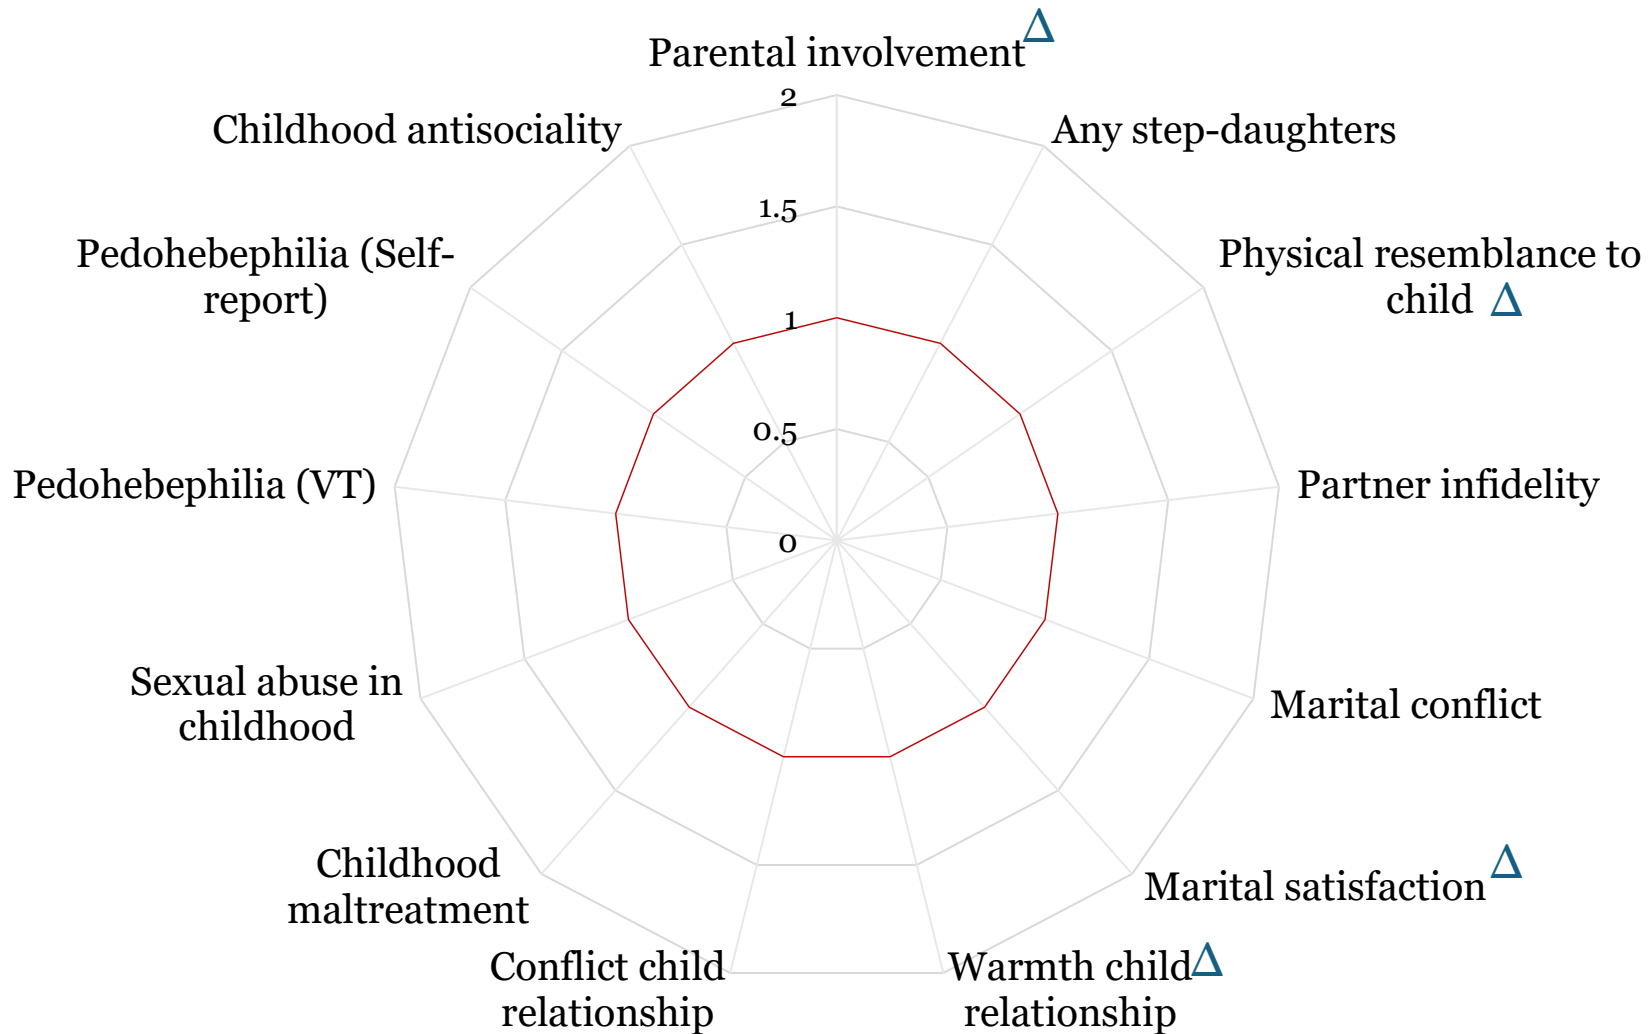 Parental involvement Δ
2
Childhood antisociality
Any step-daughters
1.5
Pedohebephilia (Self-
report)
Physical resemblance to
child Δ
1
0.5
Pedohebephilia (VT)
Partner infidelity
0
Sexual abuse in
childhood
Marital conflict
Childhood
maltreatment
Marital satisfaction Δ
Conflict child
relationship
Warmth child Δ
relationship